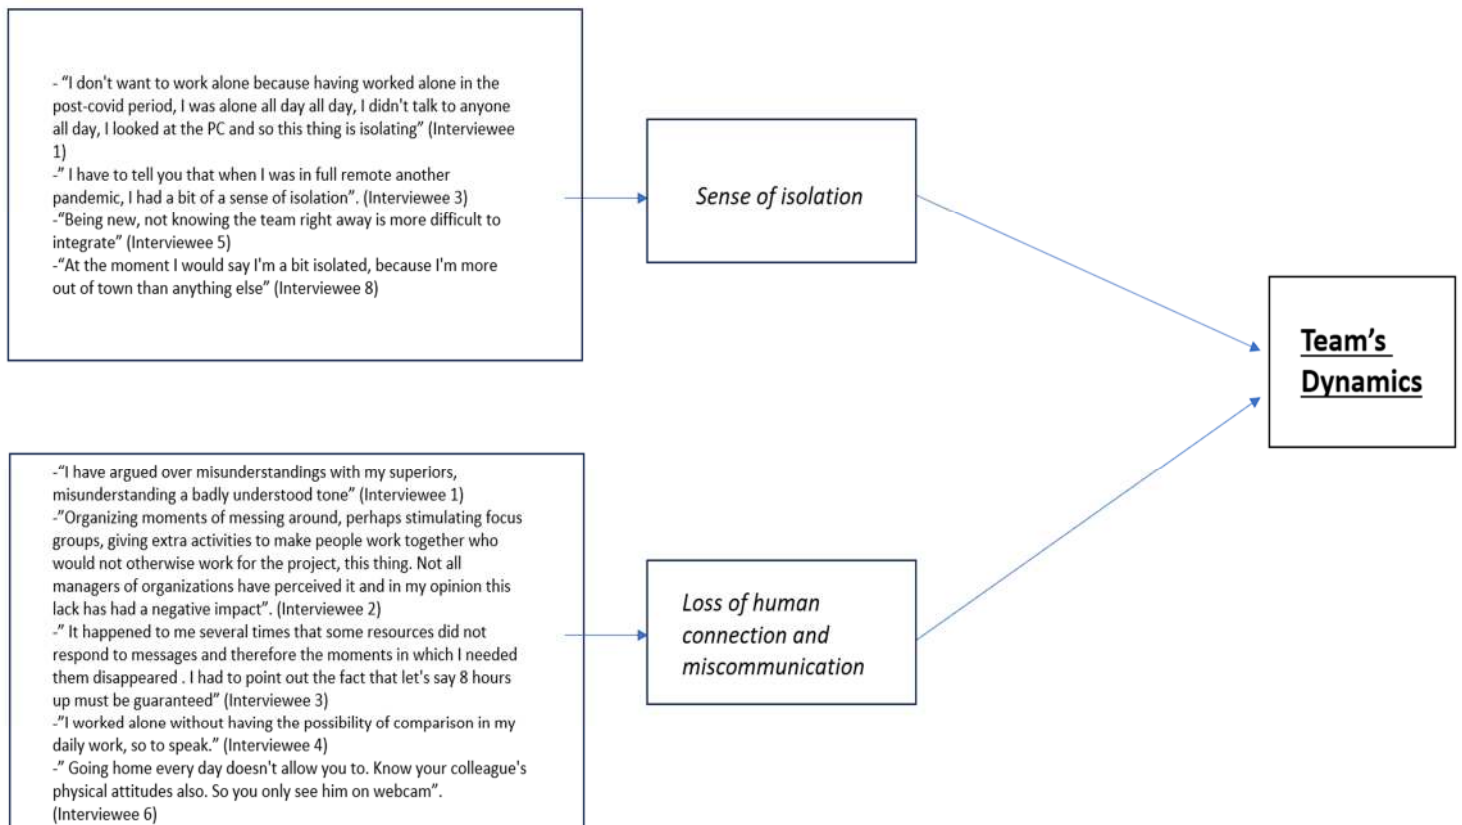 - “I don't want to work alone because having worked alone in the
post-covid period, I was alone all day all day, I didn't talk to anyone
all day, I looked at the PC and so this thing is isolating” (Interviewee
1)
-” I have to tell you that when I was in full remote another
pandemic, I had a bit of a sense of isolation”. (Interviewee 3)
-“Being new, not knowing the team right away is more difficult to
integrate” (Interviewee 5)
-“At the moment I would say I'm a bit isolated, because I'm more
out of town than anything else” (Interviewee 8)
Sense of isolation
Team’s
Dynamics
-“I have argued over misunderstandings with my superiors,
misunderstanding a badly understood tone” (Interviewee 1)
-”Organizing moments of messing around, perhaps stimulating focus
groups, giving extra activities to make people work together who
would not otherwise work for the project, this thing. Not all
managers of organizations have perceived it and in my opinion this
lack has had a negative impact”. (Interviewee 2)
-” It happened to me several times that some resources did not
respond to messages and therefore the moments in which I needed
them disappeared . I had to point out the fact that let's say 8 hours
up must be guaranteed” (Interviewee 3)
-”I worked alone without having the possibility of comparison in my
daily work, so to speak.” (Interviewee 4)
-” Going home every day doesn't allow you to. Know your colleague's
physical attitudes also. So you only see him on webcam”.
(Interviewee 6)
Loss of human
connection and
miscommunication